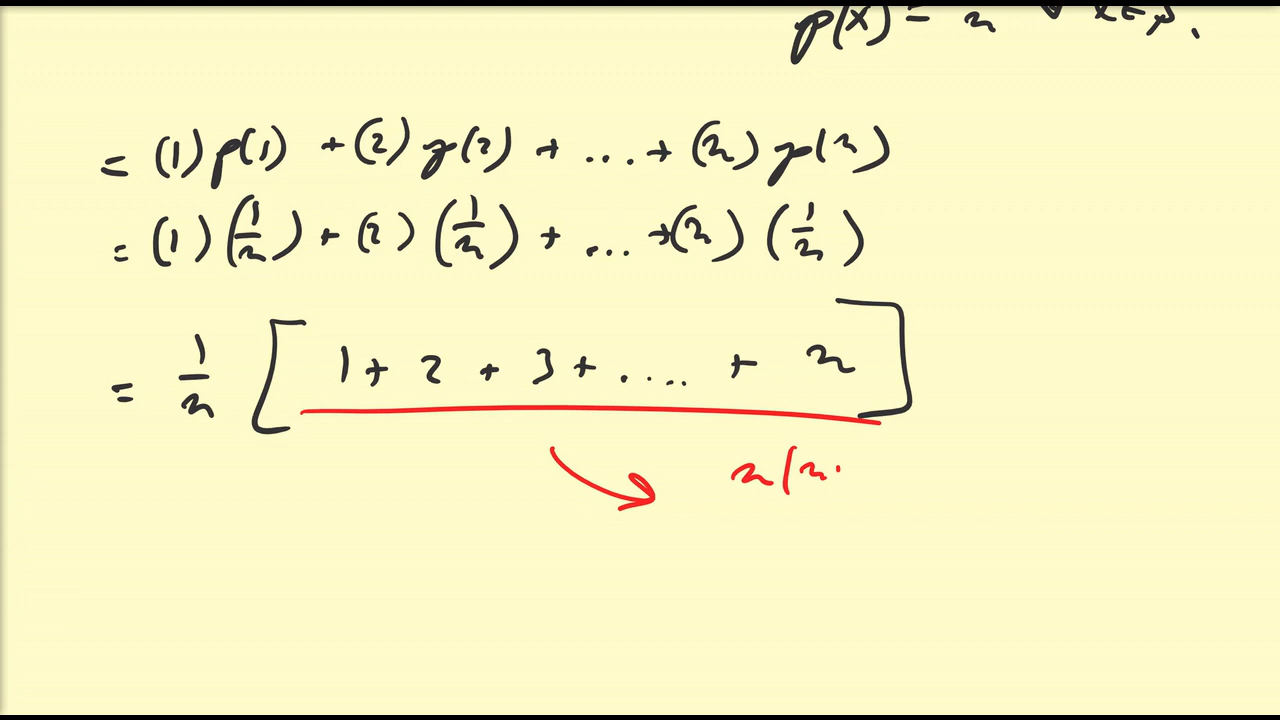 p(x) = n ∀ x ∈
= (1) p(1) + (2) p(2) + ... + (n) p(n)
= (1) (1/n) + (2) (1/n) + ... + (n) (1/n)
= 1/n [ 1 + 2 + 3 + .... + n ]
n(n